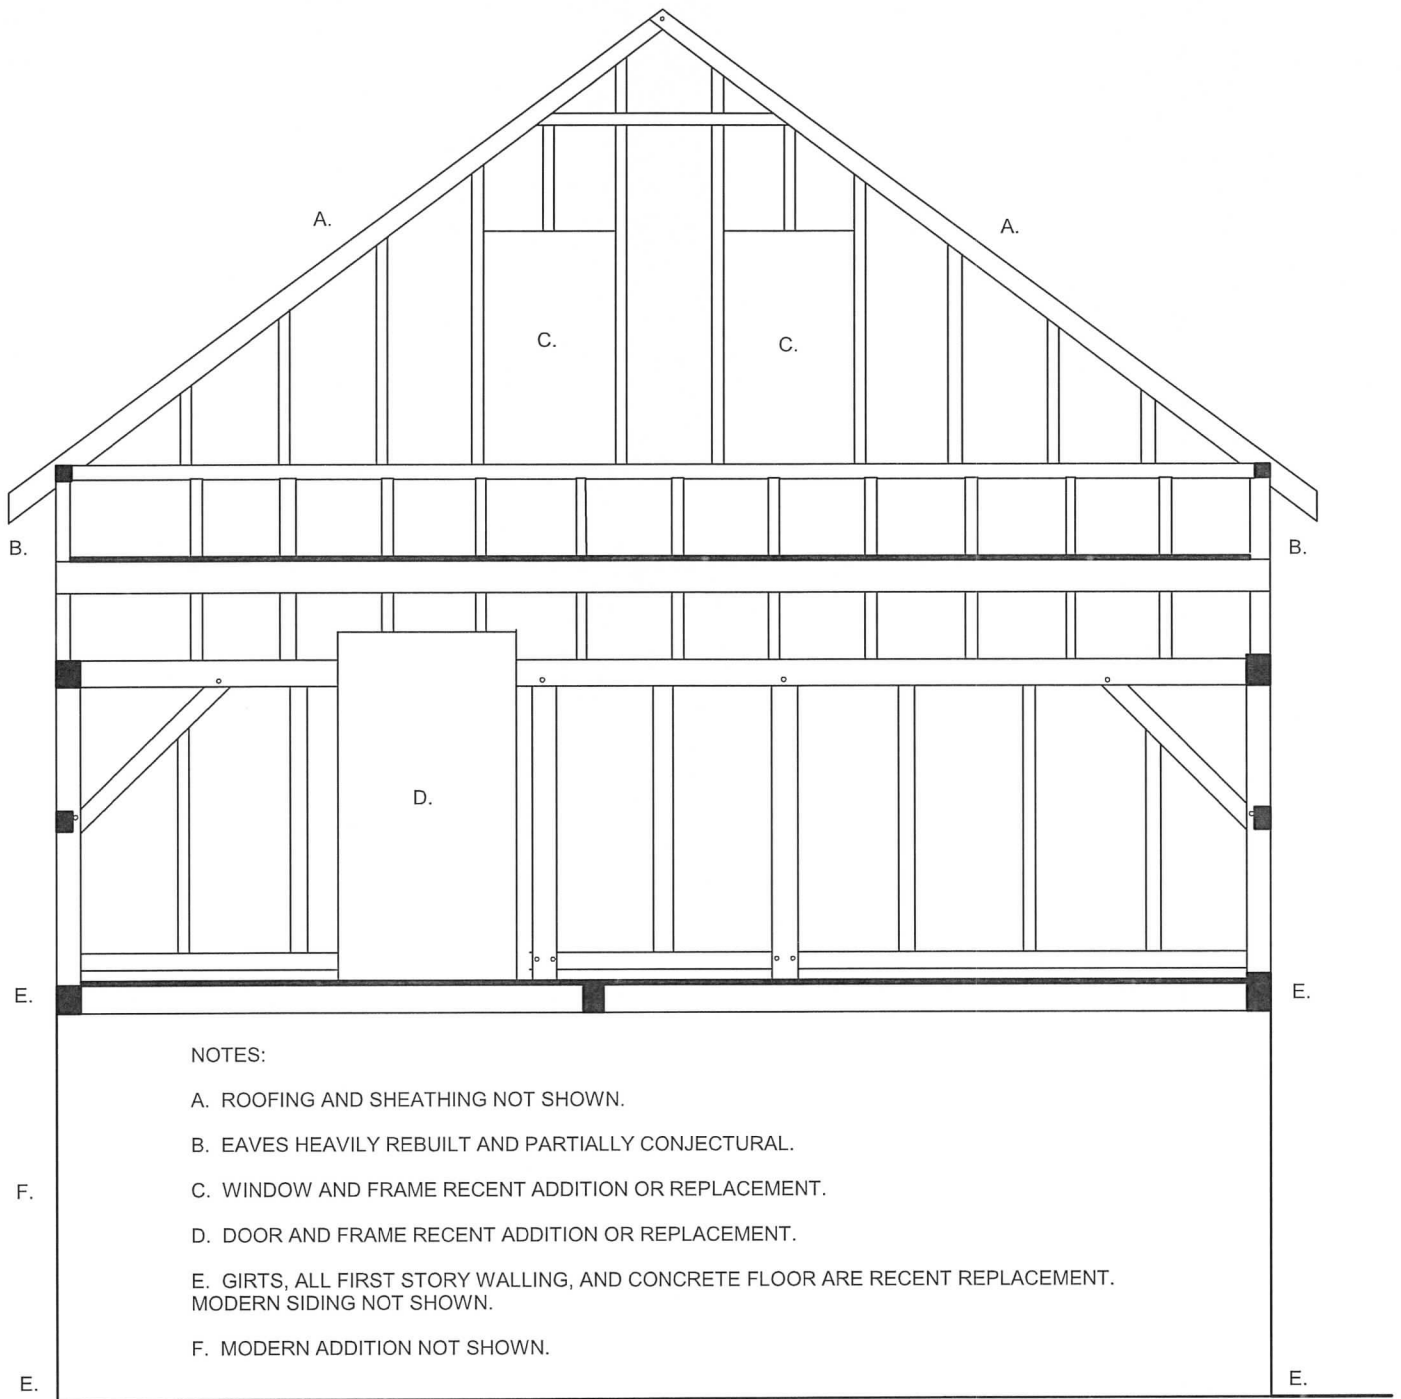 A.
A.
C.
C.
B.
B.
D.
E.
E.
NOTES:
A. ROOFING AND SHEATHING NOT SHOWN.
B. EAVES HEAVILY REBUILT AND PARTIALLY CONJECTURAL.
F.
C. WINDOW AND FRAME RECENT ADDITION OR REPLACEMENT.
D. DOOR AND FRAME RECENT ADDITION OR REPLACEMENT.
E. GIRTS, ALL FIRST STORY WALLING, AND CONCRETE FLOOR ARE RECENT REPLACEMENT.
MODERN SIDING NOT SHOWN.
F. MODERN ADDITION NOT SHOWN.
E.
E.